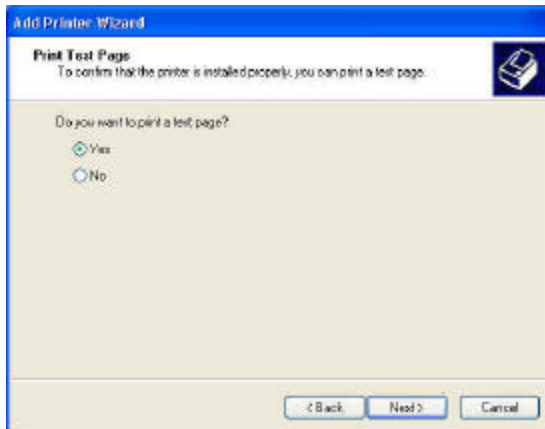 Add Printer Wizard
Print Test Page
To confirm that the printer is installed properly, you can print a test page.
Do you want to print a test page?
Yes
No
< Back
Next >
Cancel